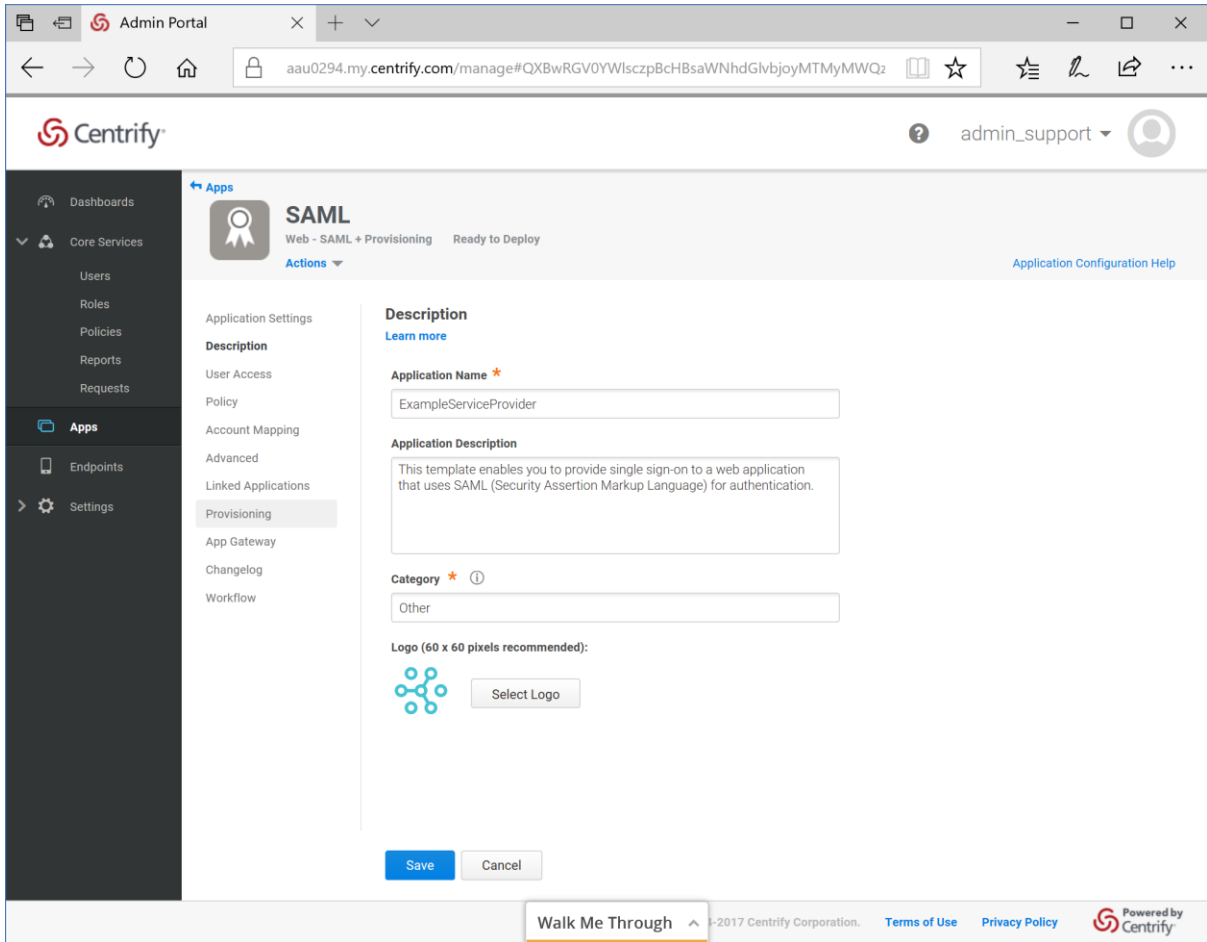 Admin Portal
aau0294.my.centrify.com/manage#QXBwRGV0YWlsczpBcHBsaWNhdGlvbjoyMTMyMWQz
Centrify
admin_support
Apps
SAML
Web - SAML + Provisioning Ready to Deploy
Actions
Application Configuration Help
Dashboards
Core Services
Users
Roles
Policies
Reports
Requests
Apps
Endpoints
Settings
Application Settings
Description
User Access
Policy
Account Mapping
Advanced
Linked Applications
Provisioning
App Gateway
Changelog
Workflow
Description
Learn more
Application Name *
ExampleServiceProvider
Application Description
This template enables you to provide single sign-on to a web application
that uses SAML (Security Assertion Markup Language) for authentication.
Category *
Other
Logo (60 x 60 pixels recommended):
Select Logo
Save
Cancel
Walk Me Through
-2017 Centrify Corporation.
Terms of Use
Privacy Policy
Powered by
Centrify